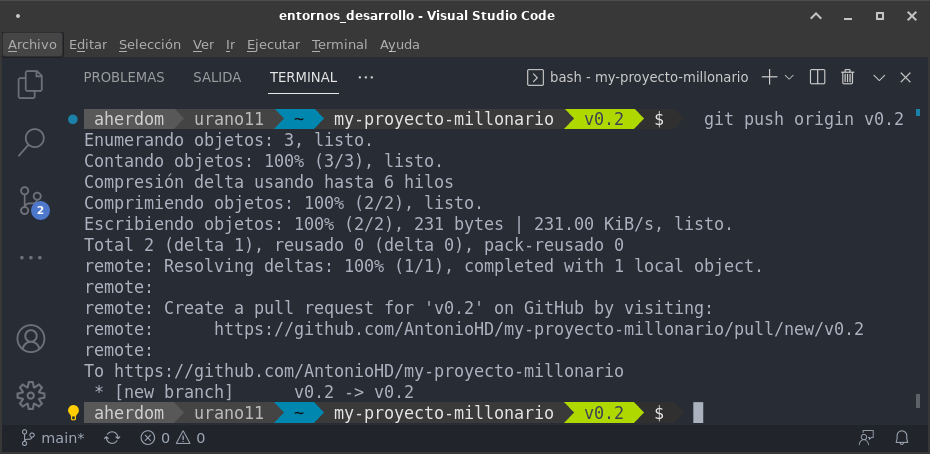 entornos_desarrollo - Visual Studio Code
Archivo Editar Selección Ver Ir Ejecutar Terminal Ayuda
PROBLEMAS SALIDA TERMINAL ··· bash - my-proyecto-millonario
aherdom urano11 ~ my-proyecto-millonario v0.2 $ git push origin v0.2
Enumerando objetos: 3, listo.
Contando objetos: 100% (3/3), listo.
Compresión delta usando hasta 6 hilos
Comprimiendo objetos: 100% (2/2), listo.
Escribiendo objetos: 100% (2/2), 231 bytes | 231.00 KiB/s, listo.
Total 2 (delta 1), reusado 0 (delta 0), pack-reusado 0
remote: Resolving deltas: 100% (1/1), completed with 1 local object.
remote:
remote: Create a pull request for 'v0.2' on GitHub by visiting:
remote:      https://github.com/AntonioHD/my-proyecto-millonario/pull/new/v0.2
remote:
To https://github.com/AntonioHD/my-proyecto-millonario
 * [new branch]      v0.2 -> v0.2
aherdom urano11 ~ my-proyecto-millonario v0.2 $
2
main* 0 0